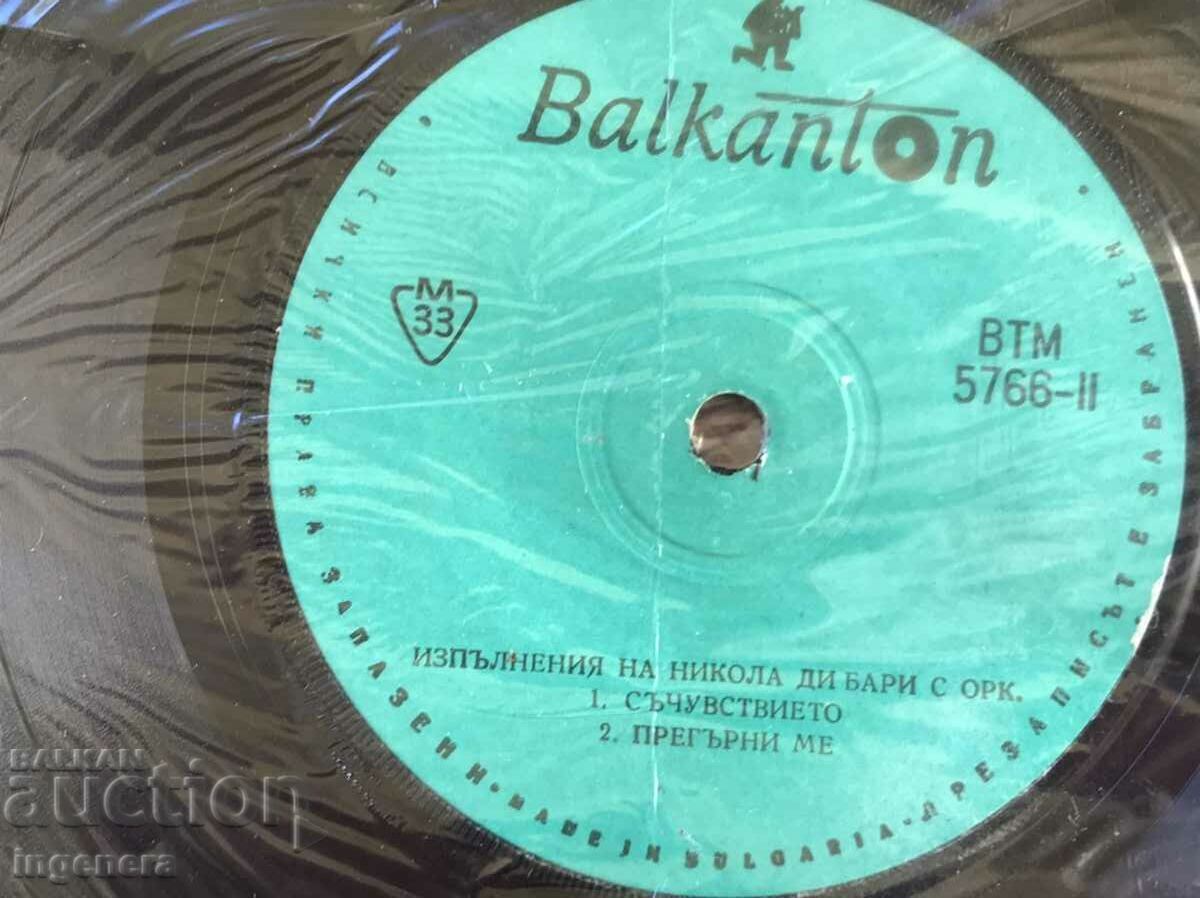 Balkanton
M
33
ВТМ
5766-II
ИЗПЪЛНЕНИЯ НА НИКОЛА ДИ БАРИ С ОРК.
1. СЪЧУВСТВИЕТО
2. ПРЕГЪРНИ МЕ
• ВСИЧКИ ПРАВА ЗАПАЗЕНИ • MADE IN BULGARIA • ПРЕЗАПИСЪТ Е ЗАБРАНЕН •
BALKAN
auction
ingenera